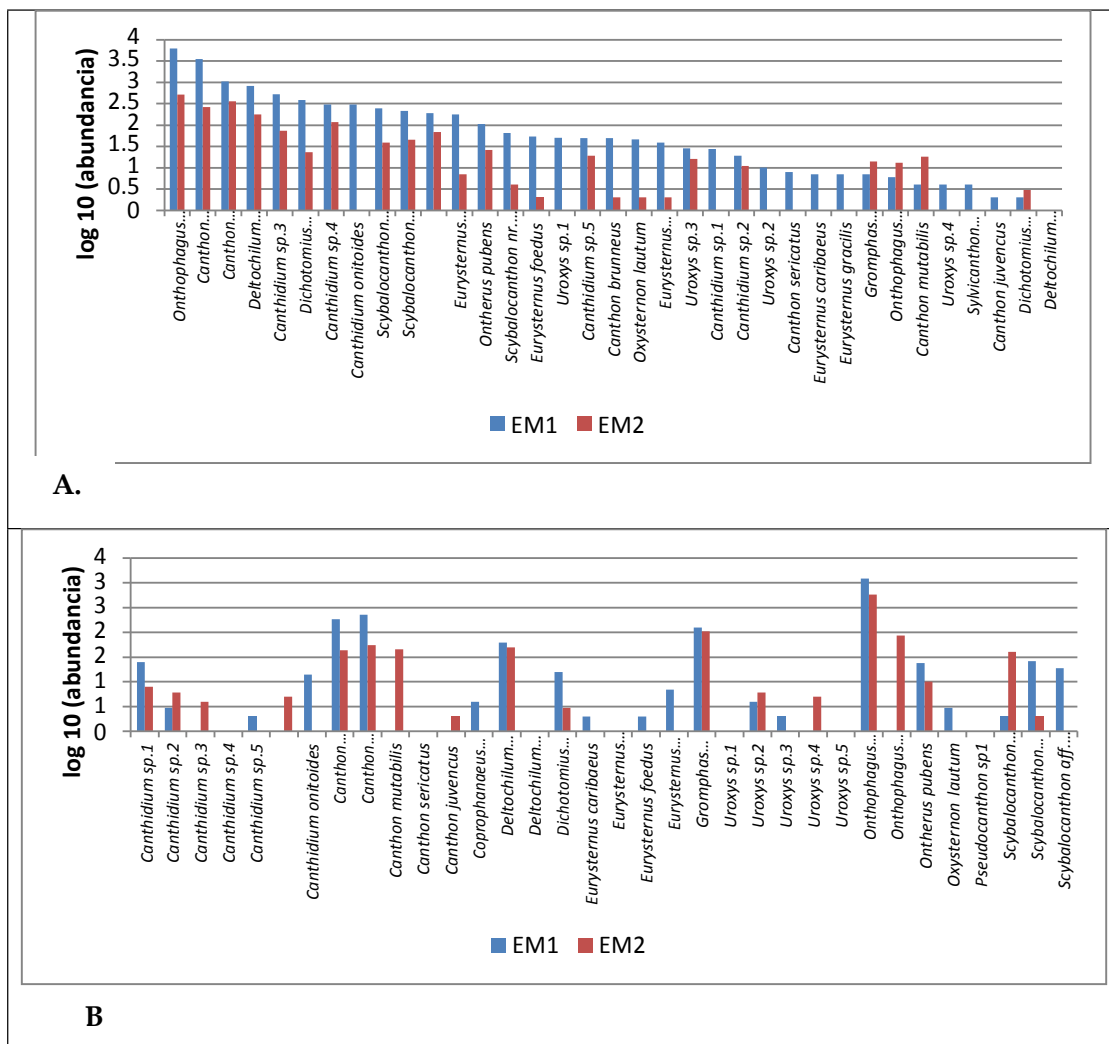 4
3.5
3
2.5
2
1.5
1
0.5
0
log 10 (abundancia)
Onthophagus...
Canthon...
Canthon...
Deltochilum...
Canthidium sp.3
Dichotomius...
Canthidium sp.4
Canthidium onitoides
Scybalocanthon...
Scybalocanthon...
Eurysternus...
Ontherus pubens
Scybalocanthon nr....
Eurysternus foedus
Uroxys sp.1
Canthidium sp.5
Canthon brunneus
Oxysternon lautum
Eurysternus...
Uroxys sp.3
Canthidium sp.1
Canthidium sp.2
Uroxys sp.2
Canthon sericatus
Eurysternus caribaeus
Eurysternus gracilis
Gromphas...
Onthophagus...
Canthon mutabilis
Uroxys sp.4
Sylvicanthon...
Canthon juvencus
Dichotomius...
Deltochilum...
EM1 EM2
A.
4
3
3
2
2
1
1
0
log 10 (abundancia)
Canthidium sp.1
Canthidium sp.2
Canthidium sp.3
Canthidium sp.4
Canthidium sp.5
Canthidium onitoides
Canthon...
Canthon...
Canthon mutabilis
Canthon sericatus
Canthon juvencus
Coprophanaeus...
Deltochilum...
Deltochilum...
Dichotomius...
Eurysternus caribaeus
Eurysternus...
Eurysternus foedus
Eurysternus...
Gromphas...
Uroxys sp.1
Uroxys sp.2
Uroxys sp.3
Uroxys sp.4
Uroxys sp.5
Onthophagus...
Onthophagus...
Ontherus pubens
Oxysternon lautum
Pseudocanthon sp1
Scybalocanthon...
Scybalocanthon...
Scybalocanthon aff....
EM1 EM2
B